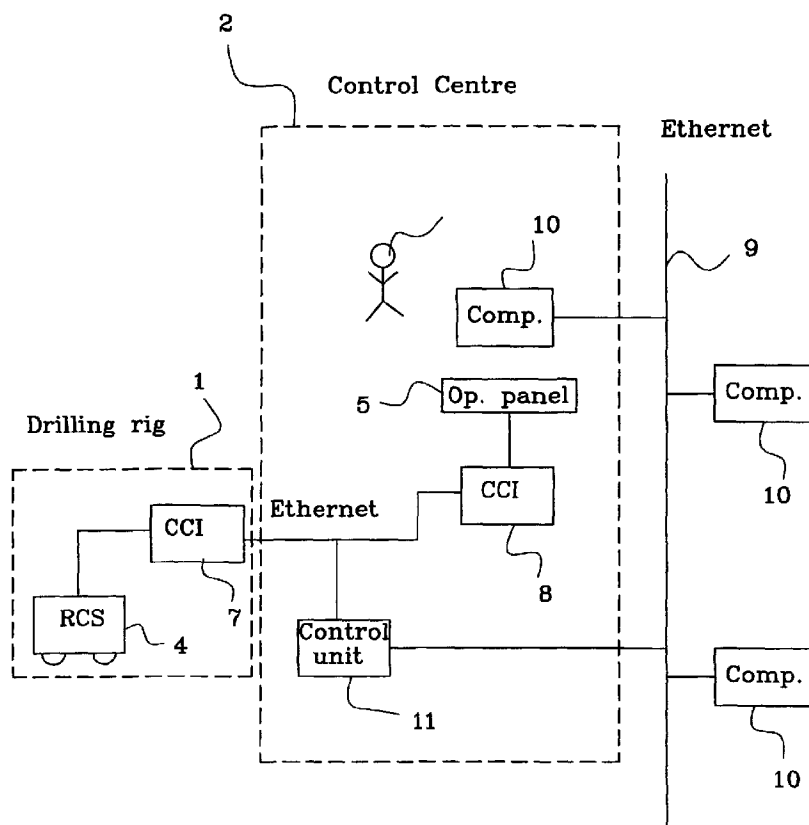 2
Control Centre
Ethernet
10
9
Comp.
1
5
Op. panel
Comp.
Drilling rig
10
Ethernet
CCI
CCI
8
7
RCS
4
Control
unit
Comp.
11
10